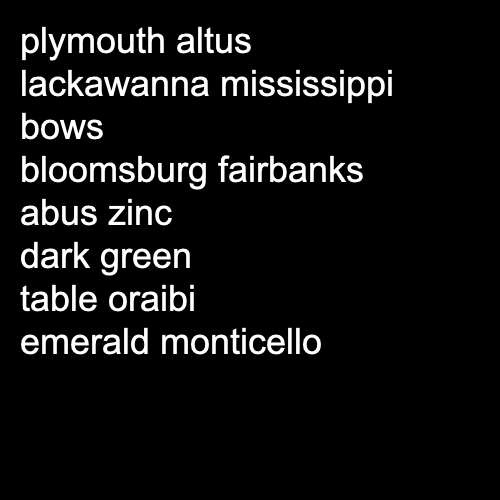 plymouth altus
lackawanna mississippi
bows
bloomsburg fairbanks
abus zinc
dark green
table oraibi
emerald monticello